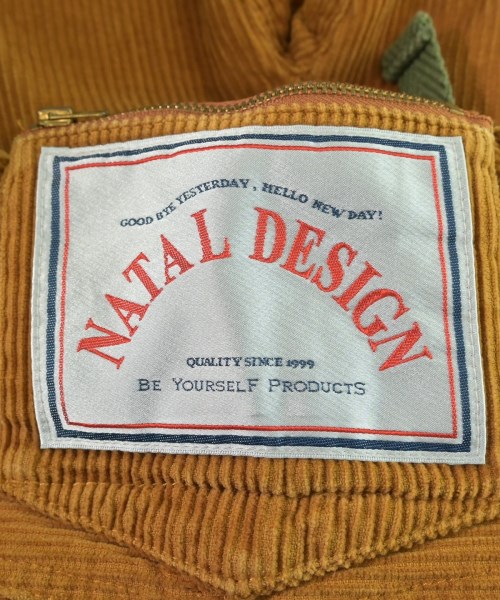 GOOD BYE YESTERDAY, HELLO NEW DAY!
NATAL DESIGN
QUALITY SINCE 1999
BE YOURSELF PRODUCTS